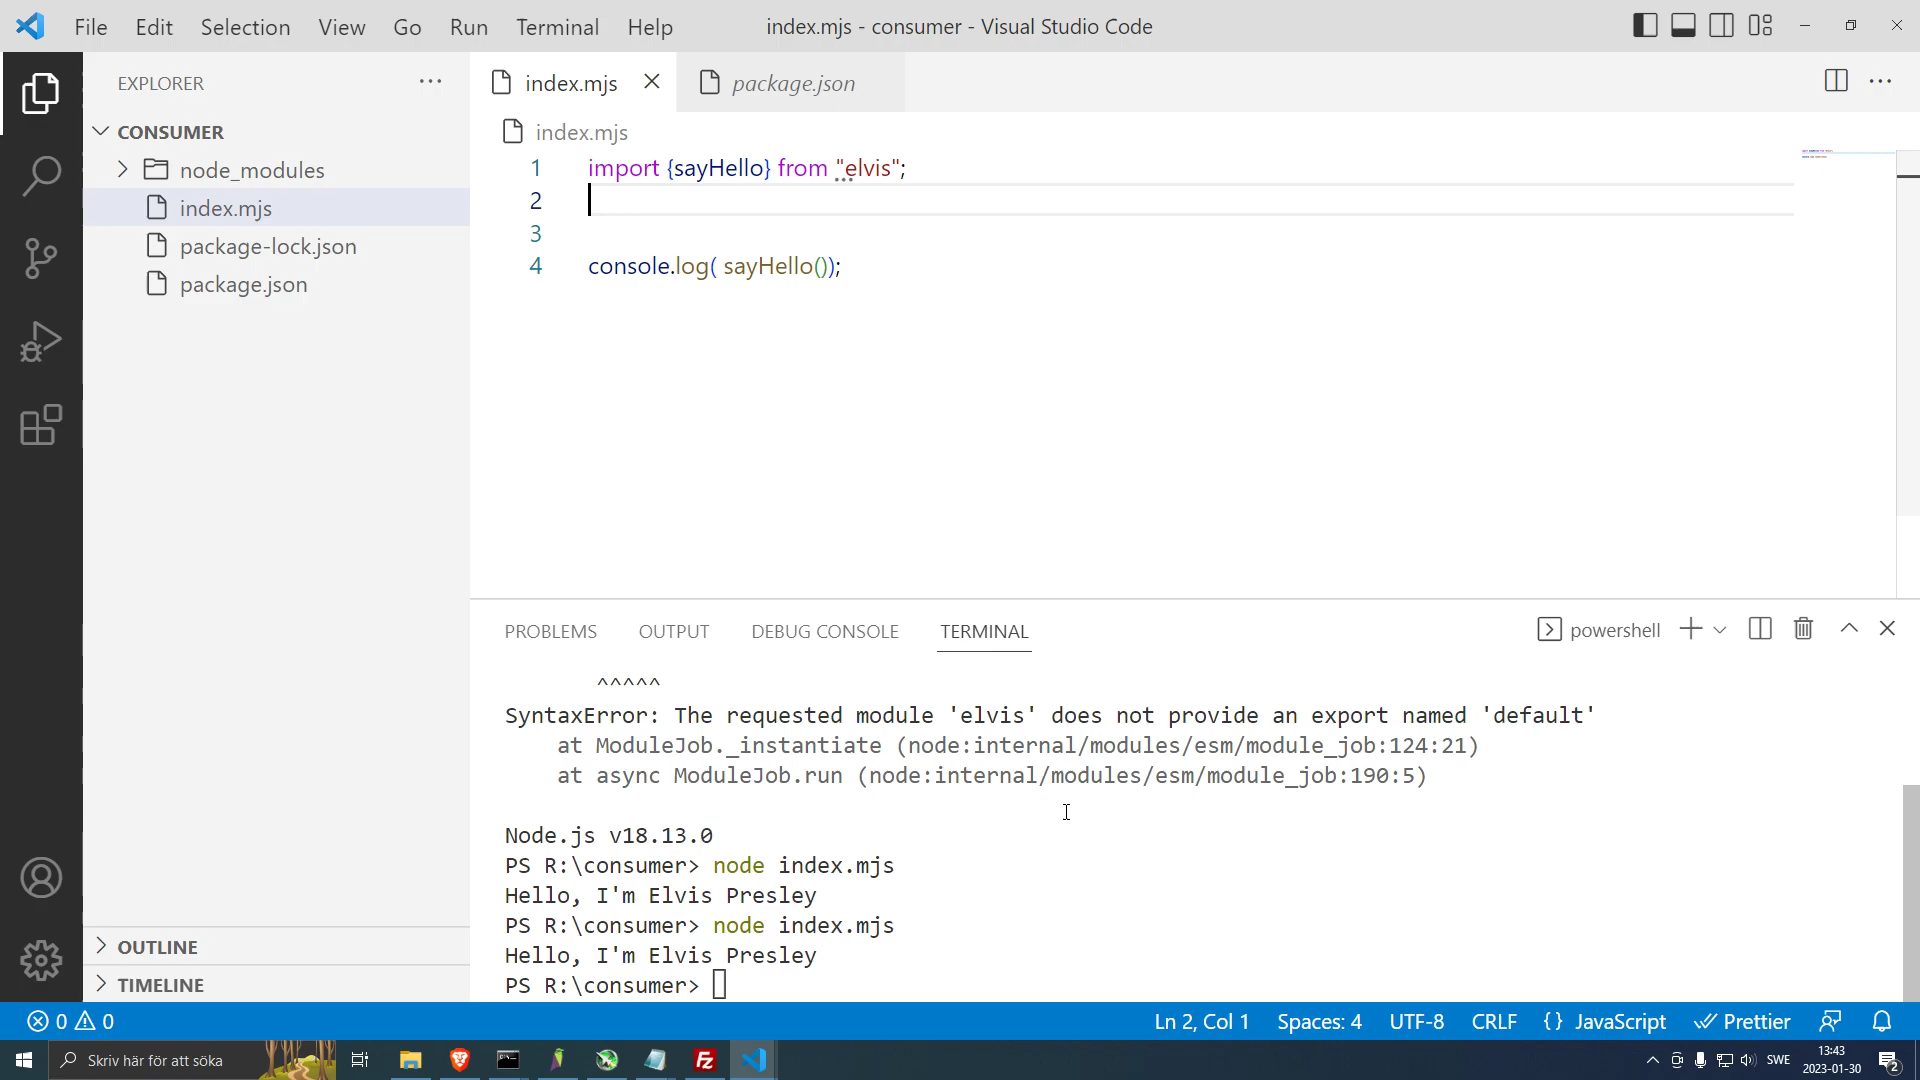 File Edit Selection View Go Run Terminal Help
index.mjs - consumer - Visual Studio Code
EXPLORER
CONSUMER
node_modules
index.mjs
package-lock.json
package.json
OUTLINE
TIMELINE
index.mjs
package.json
index.mjs
1 import {sayHello} from "elvis";
2
3
4 console.log( sayHello());
PROBLEMS OUTPUT DEBUG CONSOLE TERMINAL
powershell
^^^^^
SyntaxError: The requested module 'elvis' does not provide an export named 'default'
at ModuleJob._instantiate (node:internal/modules/esm/module_job:124:21)
at async ModuleJob.run (node:internal/modules/esm/module_job:190:5)
Node.js v18.13.0
PS R:\consumer> node index.mjs
Hello, I'm Elvis Presley
PS R:\consumer> node index.mjs
Hello, I'm Elvis Presley
PS R:\consumer>
0 0
Ln 2, Col 1 Spaces: 4 UTF-8 CRLF {} JavaScript Prettier
Skriv här för att söka
Fz
SWE
13:43
2023-01-30
2